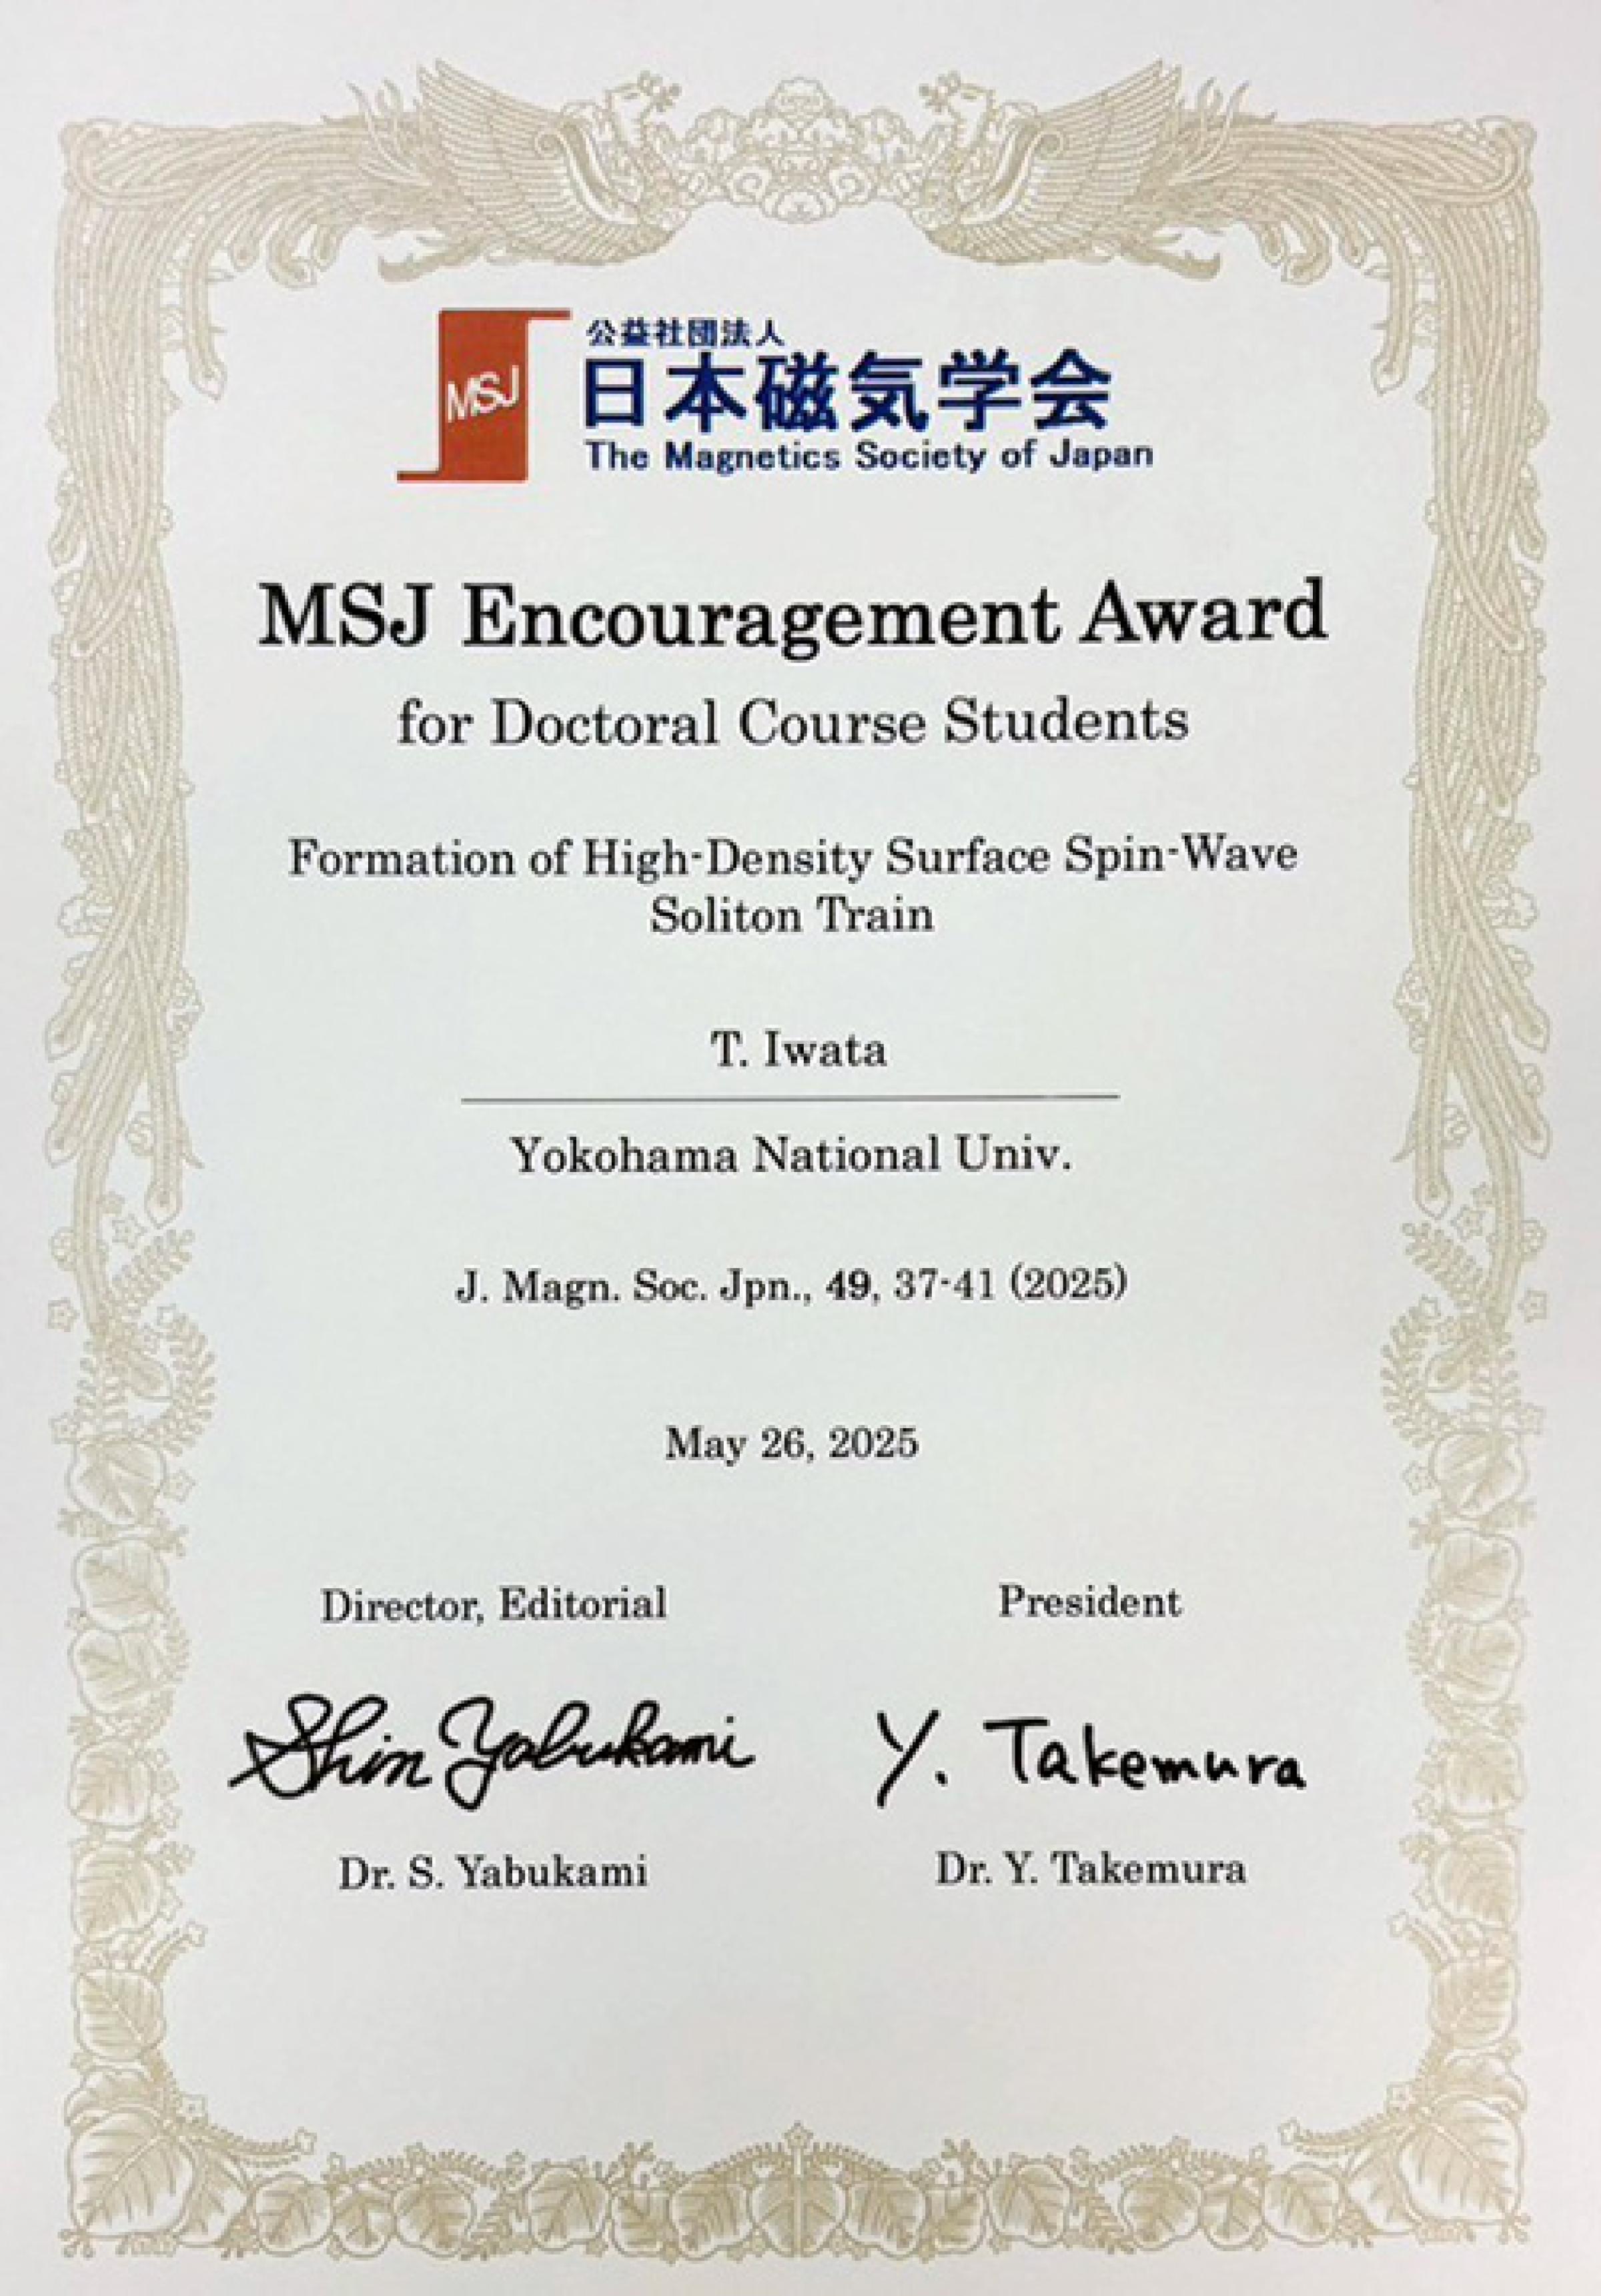 MSJ
公益社団法人
日本磁気学会
The Magnetics Society of Japan
MSJ Encouragement Award
for Doctoral Course Students
Formation of High-Density Surface Spin-Wave
Soliton Train
T. Iwata
Yokohama National Univ.
J. Magn. Soc. Jpn., 49, 37-41 (2025)
May 26, 2025
Director, Editorial
President
Shin Yabukami
Y. Takemura
Dr. S. Yabukami
Dr. Y. Takemura